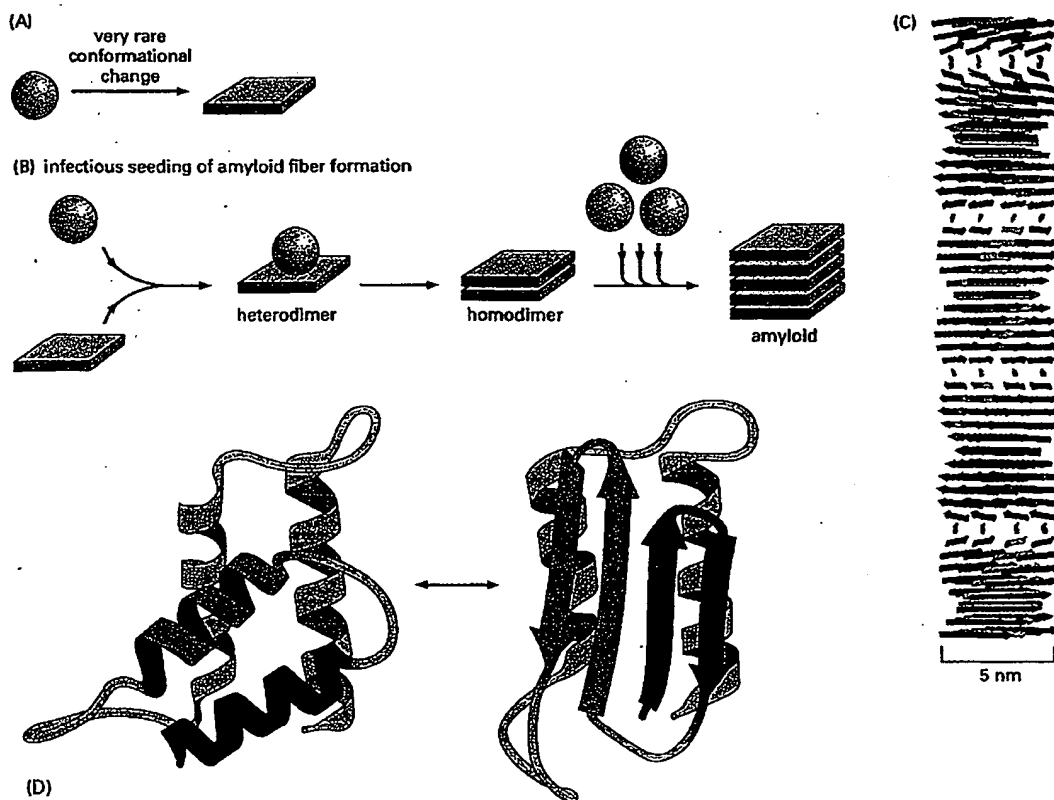 (A)
very rare
conformational
change
(B) infectious seeding of amyloid fiber formation
heterodimer
homodimer
amyloid
(C)
5 nm
(D)